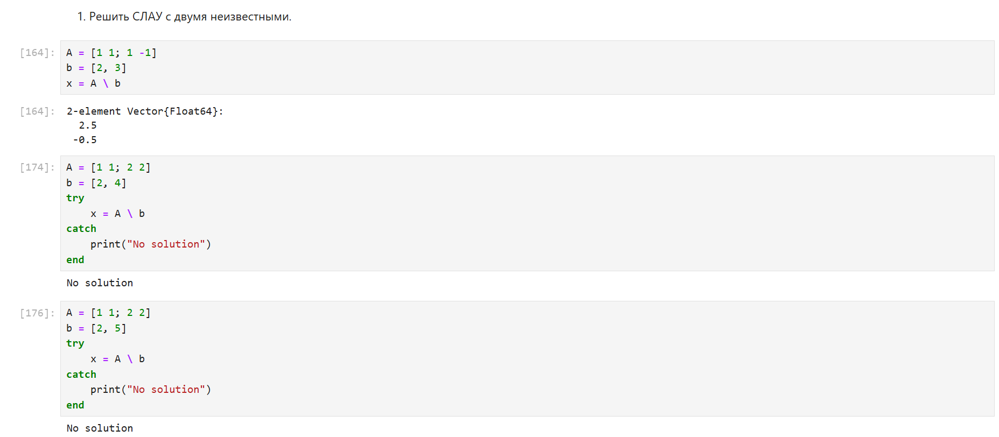 1. Решить СЛАУ с двумя неизвестными.
[164]: A = [1 1; 1 -1]
b = [2, 3]
x = A \ b
[164]: 2-element Vector{Float64}:
2.5
-0.5
[174]: A = [1 1; 2 2]
b = [2, 4]
try
x = A \ b
catch
print("No solution")
end
No solution
[176]: A = [1 1; 2 2]
b = [2, 5]
try
x = A \ b
catch
print("No solution")
end
No solution